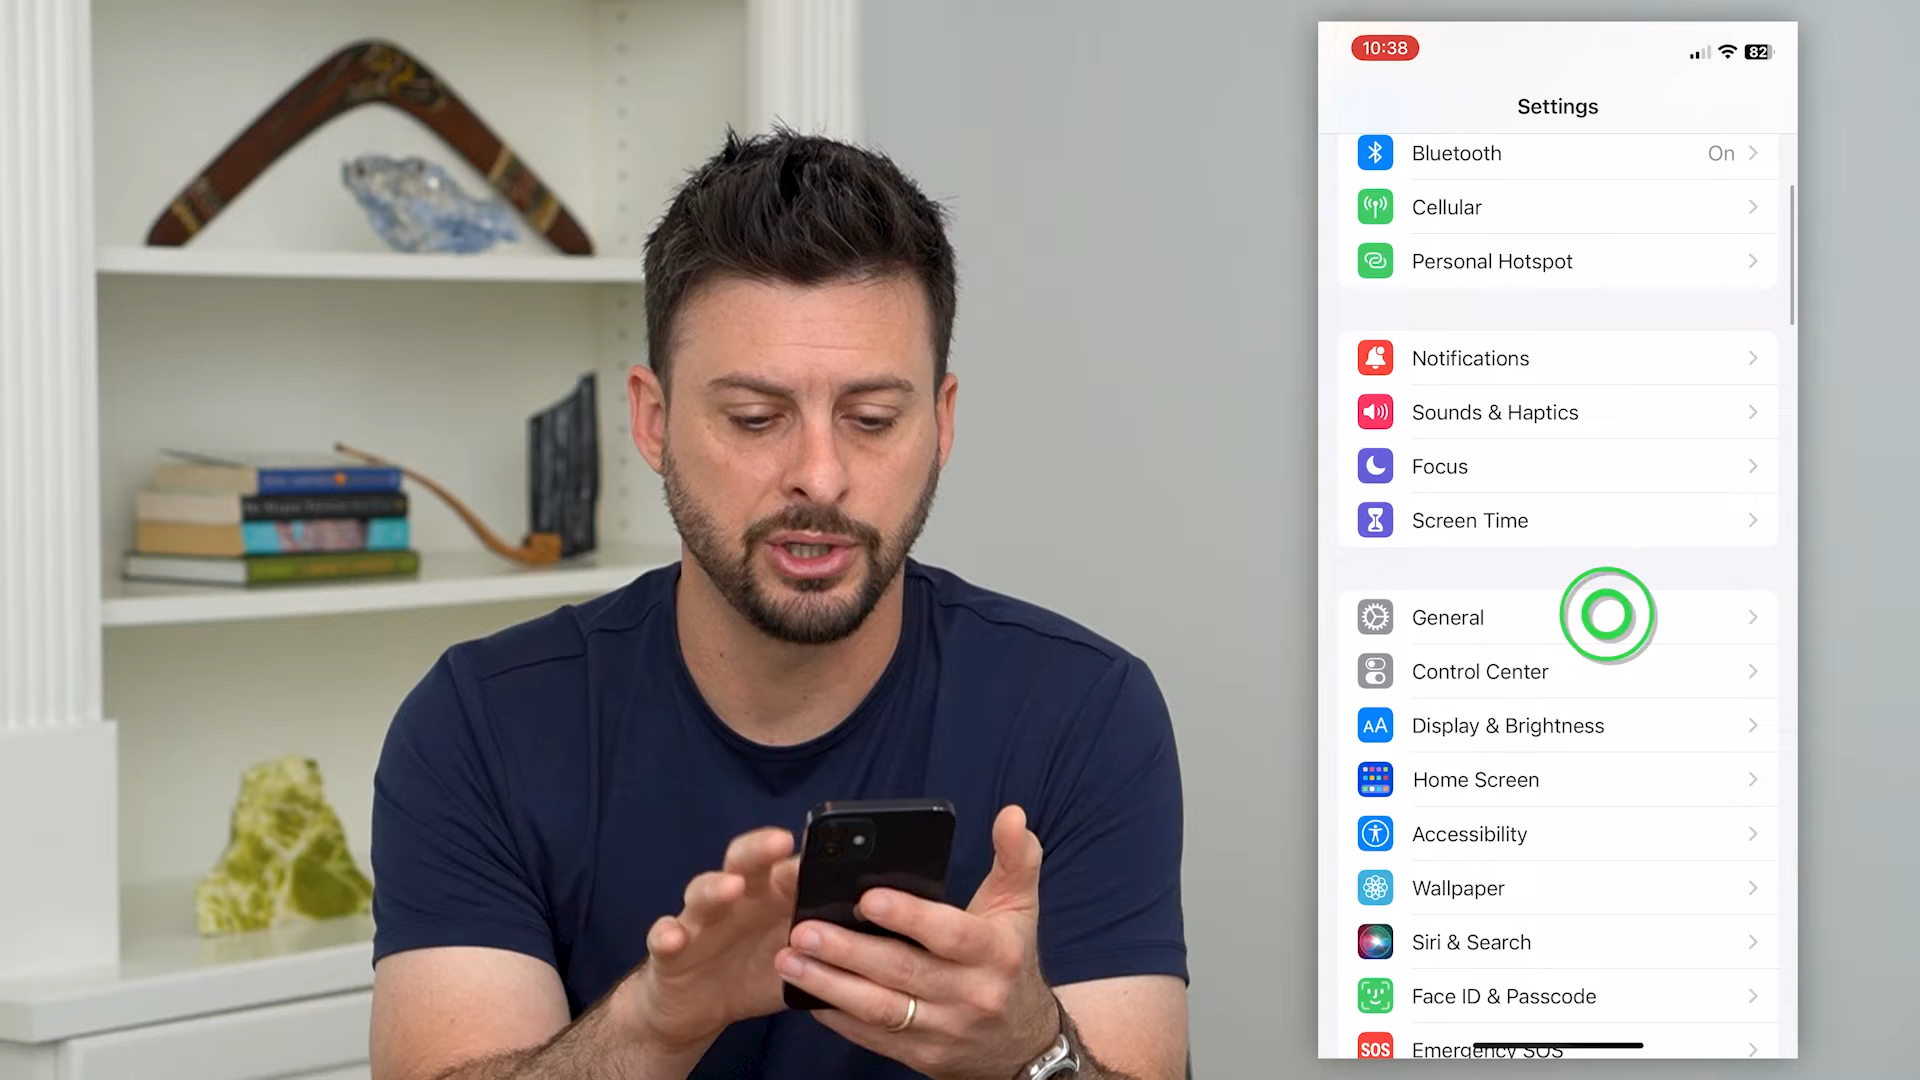 10:38
82
Settings
Bluetooth On
Cellular
Personal Hotspot
Notifications
Sounds & Haptics
Focus
Screen Time
General
Control Center
AA Display & Brightness
Home Screen
Accessibility
Wallpaper
Siri & Search
Face ID & Passcode
SOS Emergency SOS